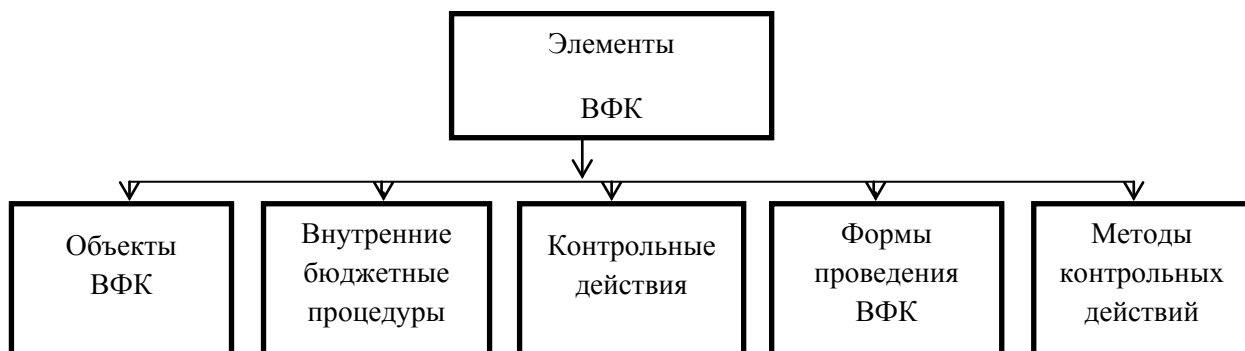 Элементы
ВФК
Объекты
ВФК
Внутренние
бюджетные
процедуры
Контрольные
действия
Формы
проведения
ВФК
Методы
контрольных
действий